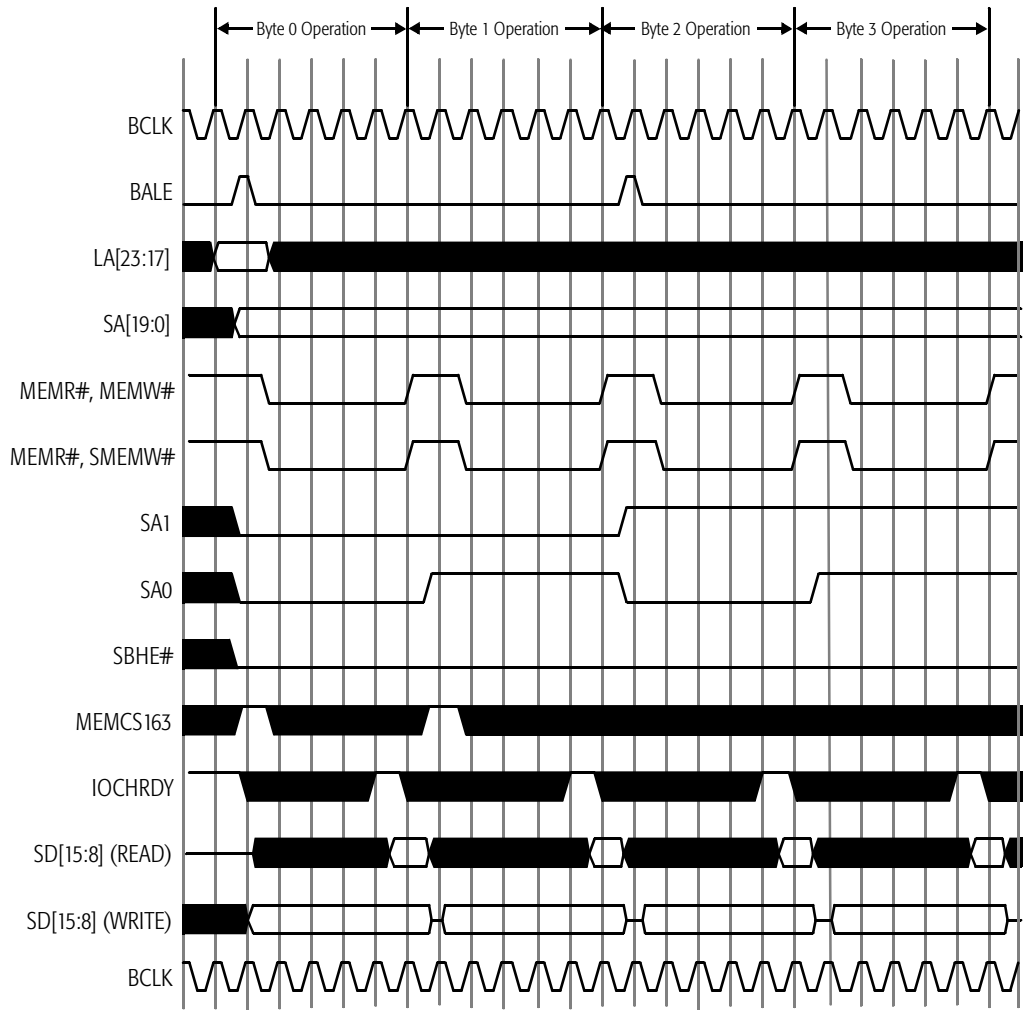 Byte 0 Operation Byte 1 Operation Byte 2 Operation Byte 3 Operation
BCLK
BALE
LA[23:17]
SA[19:0]
MEMR#, MEMW#
MEMR#, SMEMW#
SA1
SA0
SBHE#
MEMCS163
IOCHRDY
SD[15:8] (READ)
SD[15:8] (WRITE)
BCLK